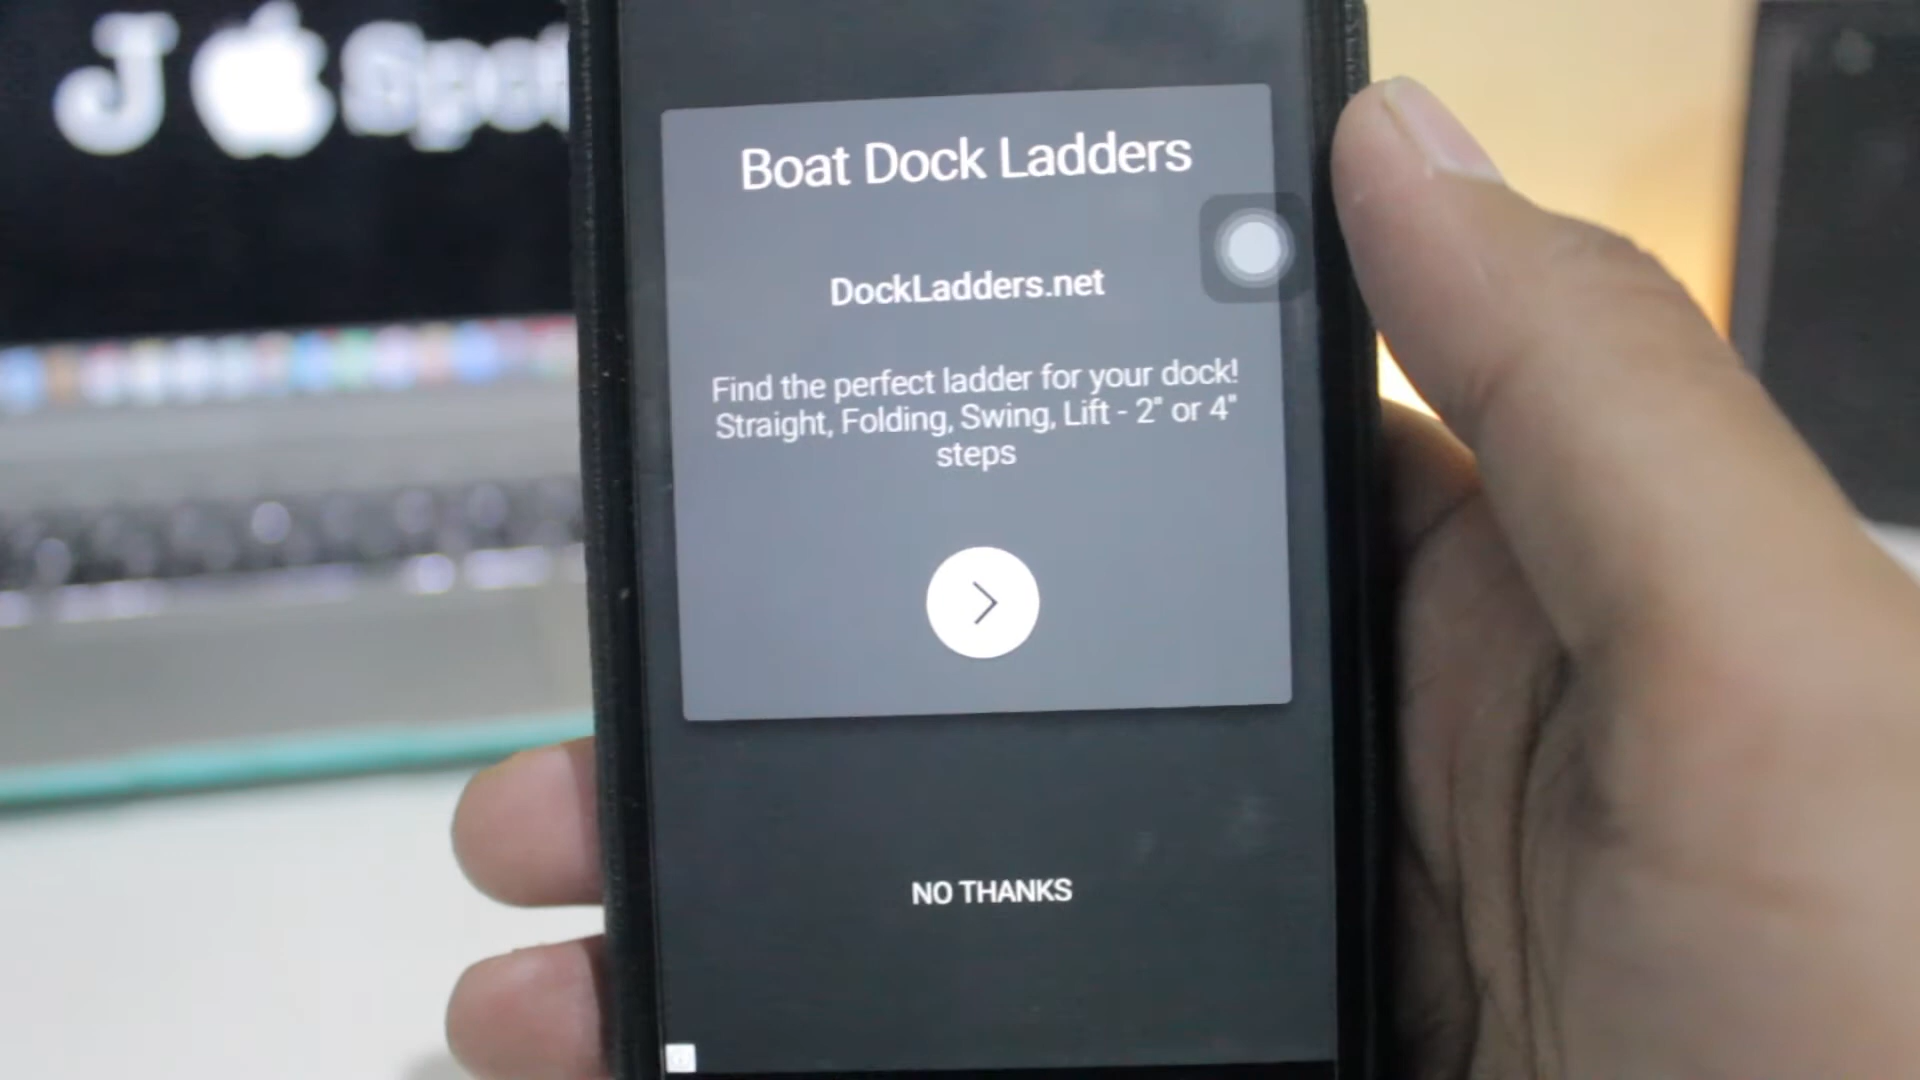 J Spot
Boat Dock Ladders
DockLadders.net
Find the perfect ladder for your dock!
Straight, Folding, Swing, Lift - 2" or 4"
steps
NO THANKS